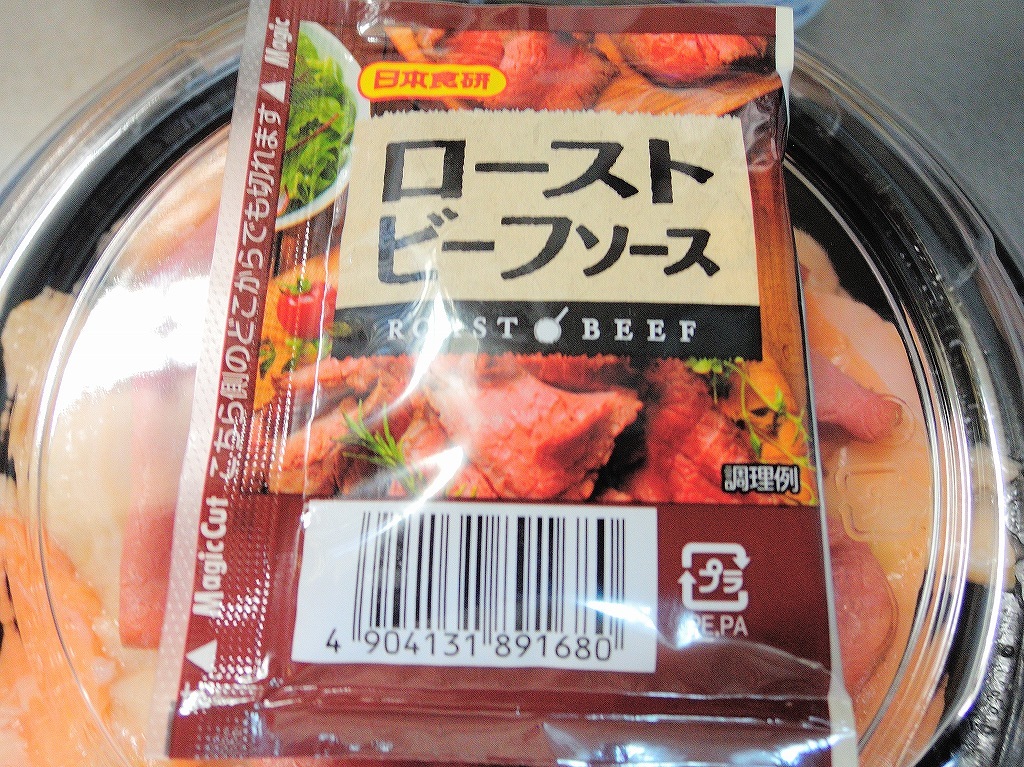 日本食研
ロースト
ビーフソース
ROAST BEEF
調理例
4 904131 891680
プラ
PE,PA
MagicCut こちら側のどこからでも切れます
Magic